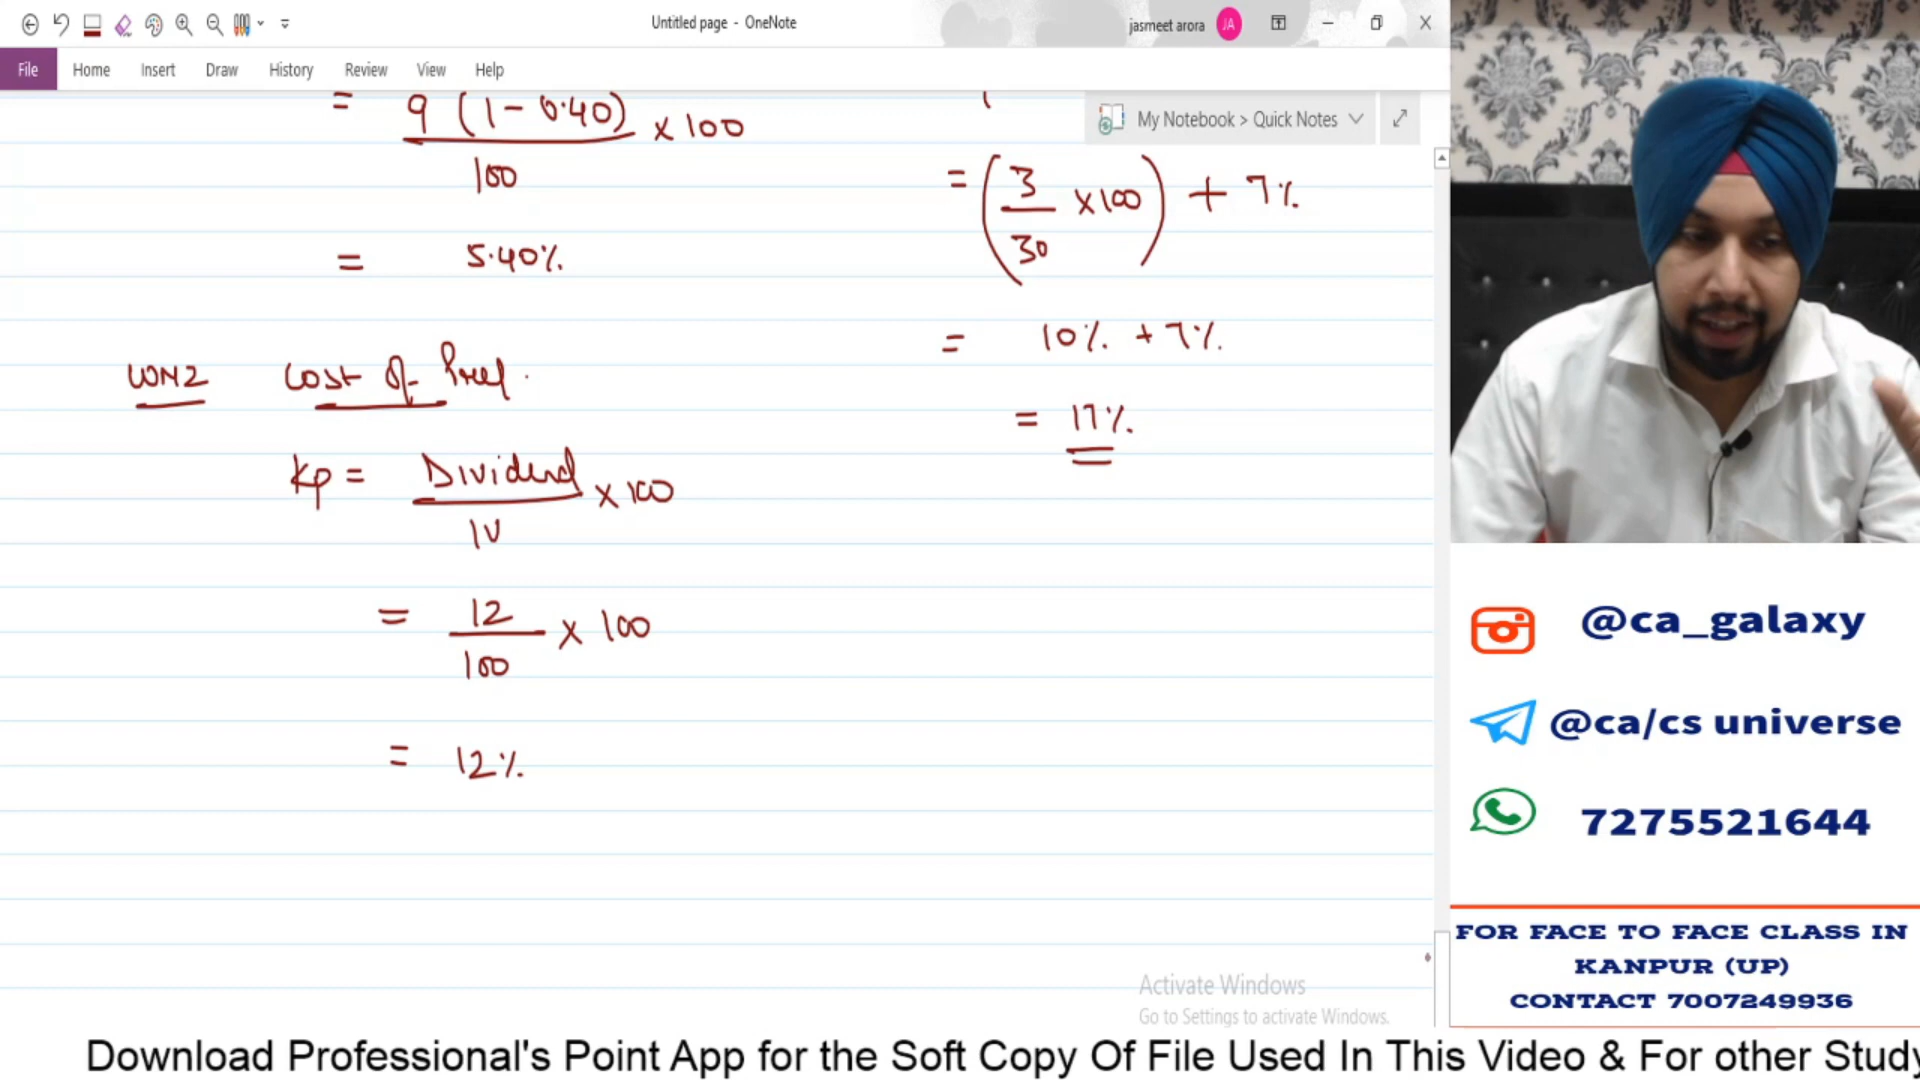 Untitled page - OneNote
jasmeet arora
JA
File Home Insert Draw History Review View Help
My Notebook > Quick Notes
= 9 (1 - 0.40) x 100
100
= 5.40%
WN2 Cost of Pref.
Kp = Dividend x 100
IV
= 12 x 100
100
= 12%
= (3 x 100) + 7%
30
= 10% + 7%
= 17%
Activate Windows
Go to Settings to activate Windows.
@ca_galaxy
@ca/cs universe
7275521644
FOR FACE TO FACE CLASS IN
KANPUR (UP)
CONTACT 7007249936
Download Professional's Point App for the Soft Copy Of File Used In This Video & For other Study